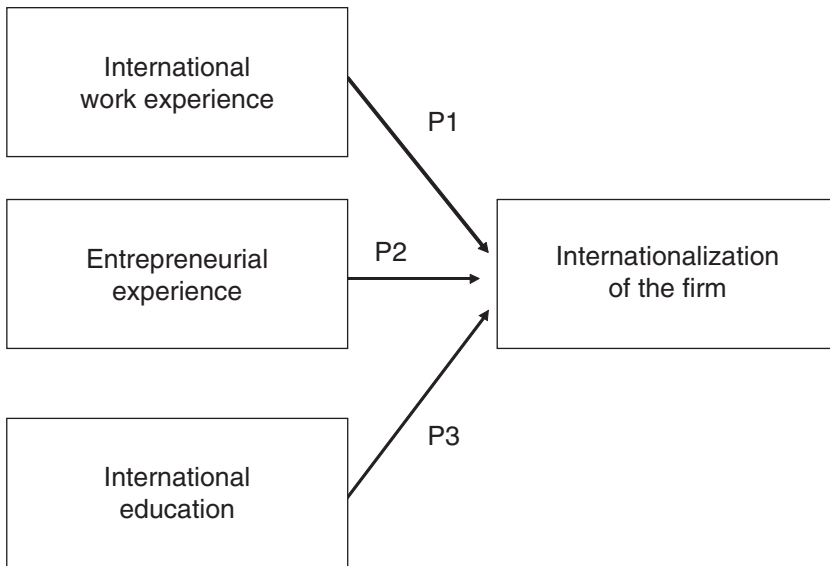 International
work experience
P1
Entrepreneurial
experience
P2
Internationalization
of the firm
P3
International
education